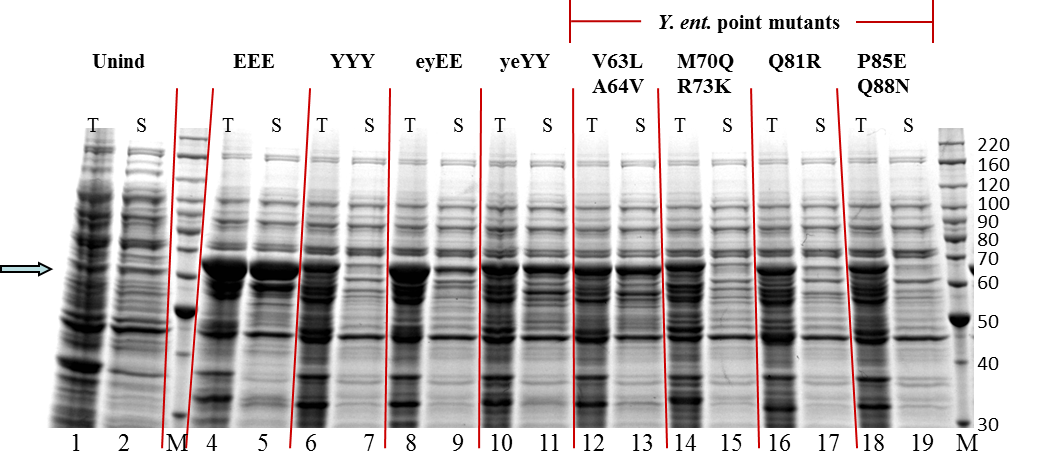 Y. ent. point mutants
Unind EEE YYY eyEE yeYY V63L M70Q Q81R P85E
A64V R73K Q88N
T S T S T S T S T S T S T S T S T S
220
160
120
100
90
80
70
60
50
40
30
1 2 M 4 5 6 7 8 9 10 11 12 13 14 15 16 17 18 19 M